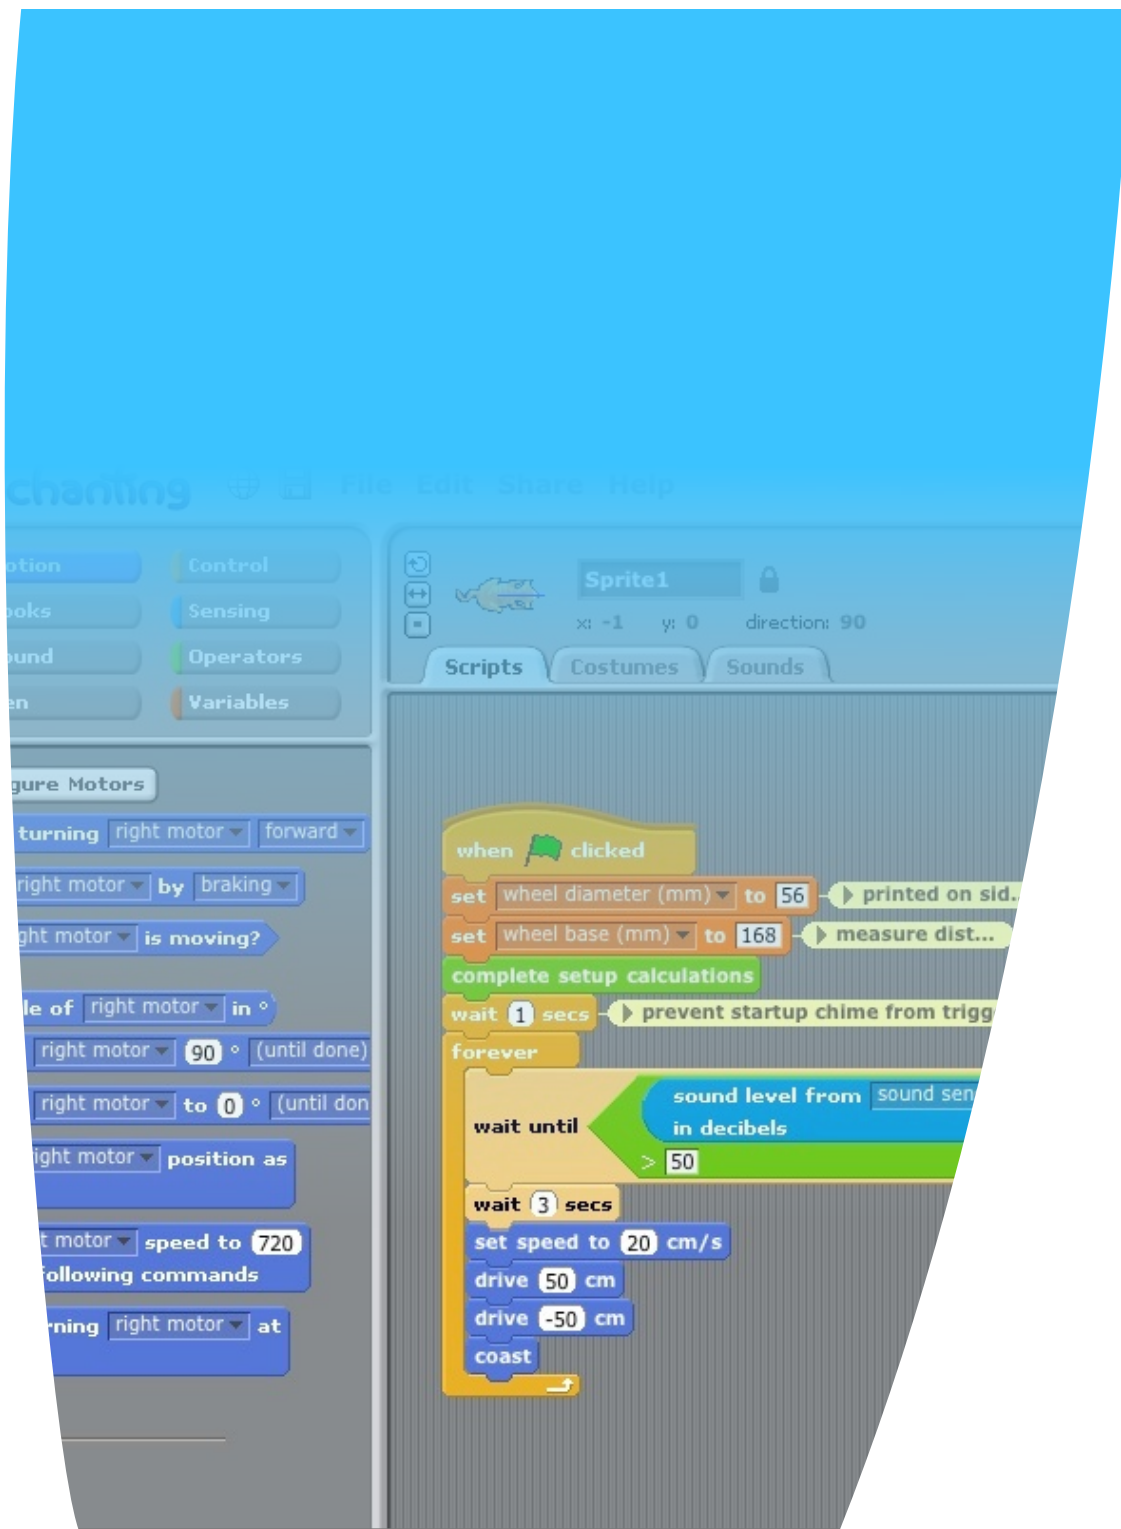 chanting File Edit Share Help
otion Control
ooks Sensing
ound Operators
en Variables
Sprite1
x: -1 y: 0 direction: 90
Scripts Costumes Sounds
gure Motors
turning right motor forward
right motor by braking
ght motor is moving?
le of right motor in °
right motor 90 ° (until done)
right motor to 0 ° (until don
ight motor position as
t motor speed to 720
following commands
rning right motor at
when clicked
set wheel diameter (mm) to 56 printed on sid..
set wheel base (mm) to 168 measure dist...
complete setup calculations
wait 1 secs prevent startup chime from trigg
forever
wait until sound level from sound sen
in decibels
> 50
wait 3 secs
set speed to 20 cm/s
drive 50 cm
drive -50 cm
coast